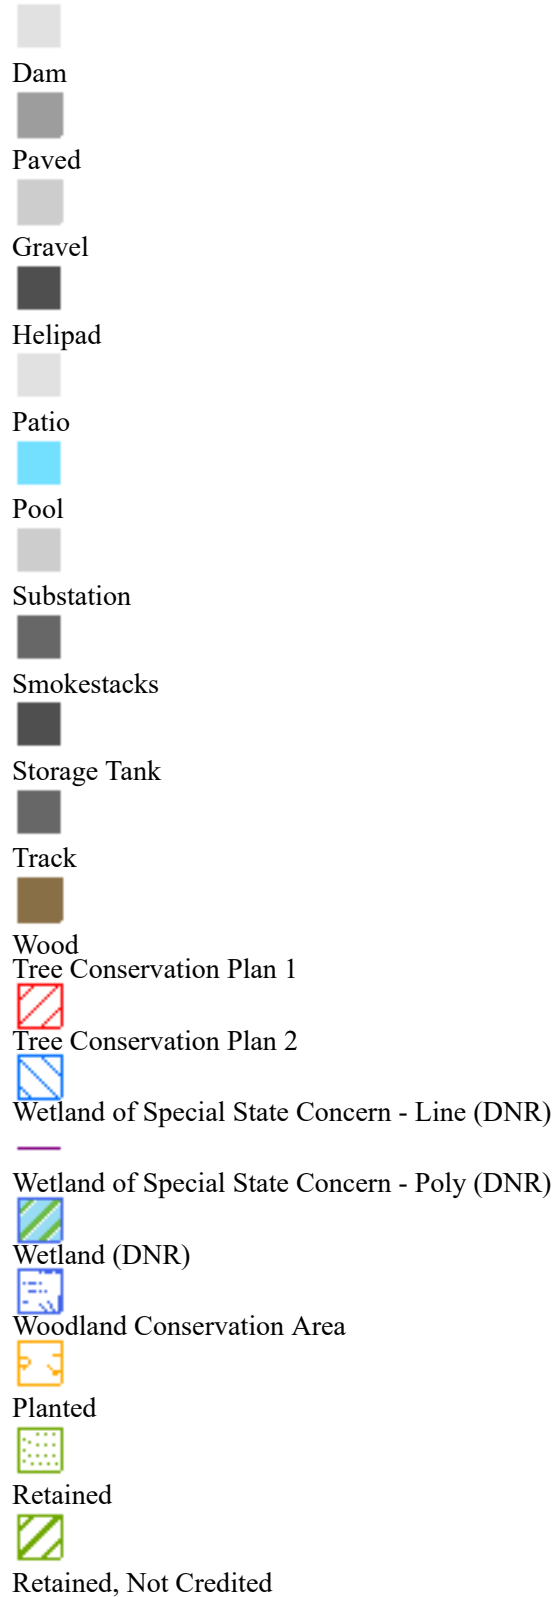 Dam
Paved
Gravel
Helipad
Patio
Pool
Substation
Smokestacks
Storage Tank
Track
Wood
Tree Conservation Plan 1
Tree Conservation Plan 2
Wetland of Special State Concern - Line (DNR)
Wetland of Special State Concern - Poly (DNR)
Wetland (DNR)
Woodland Conservation Area
Planted
Retained
Retained, Not Credited